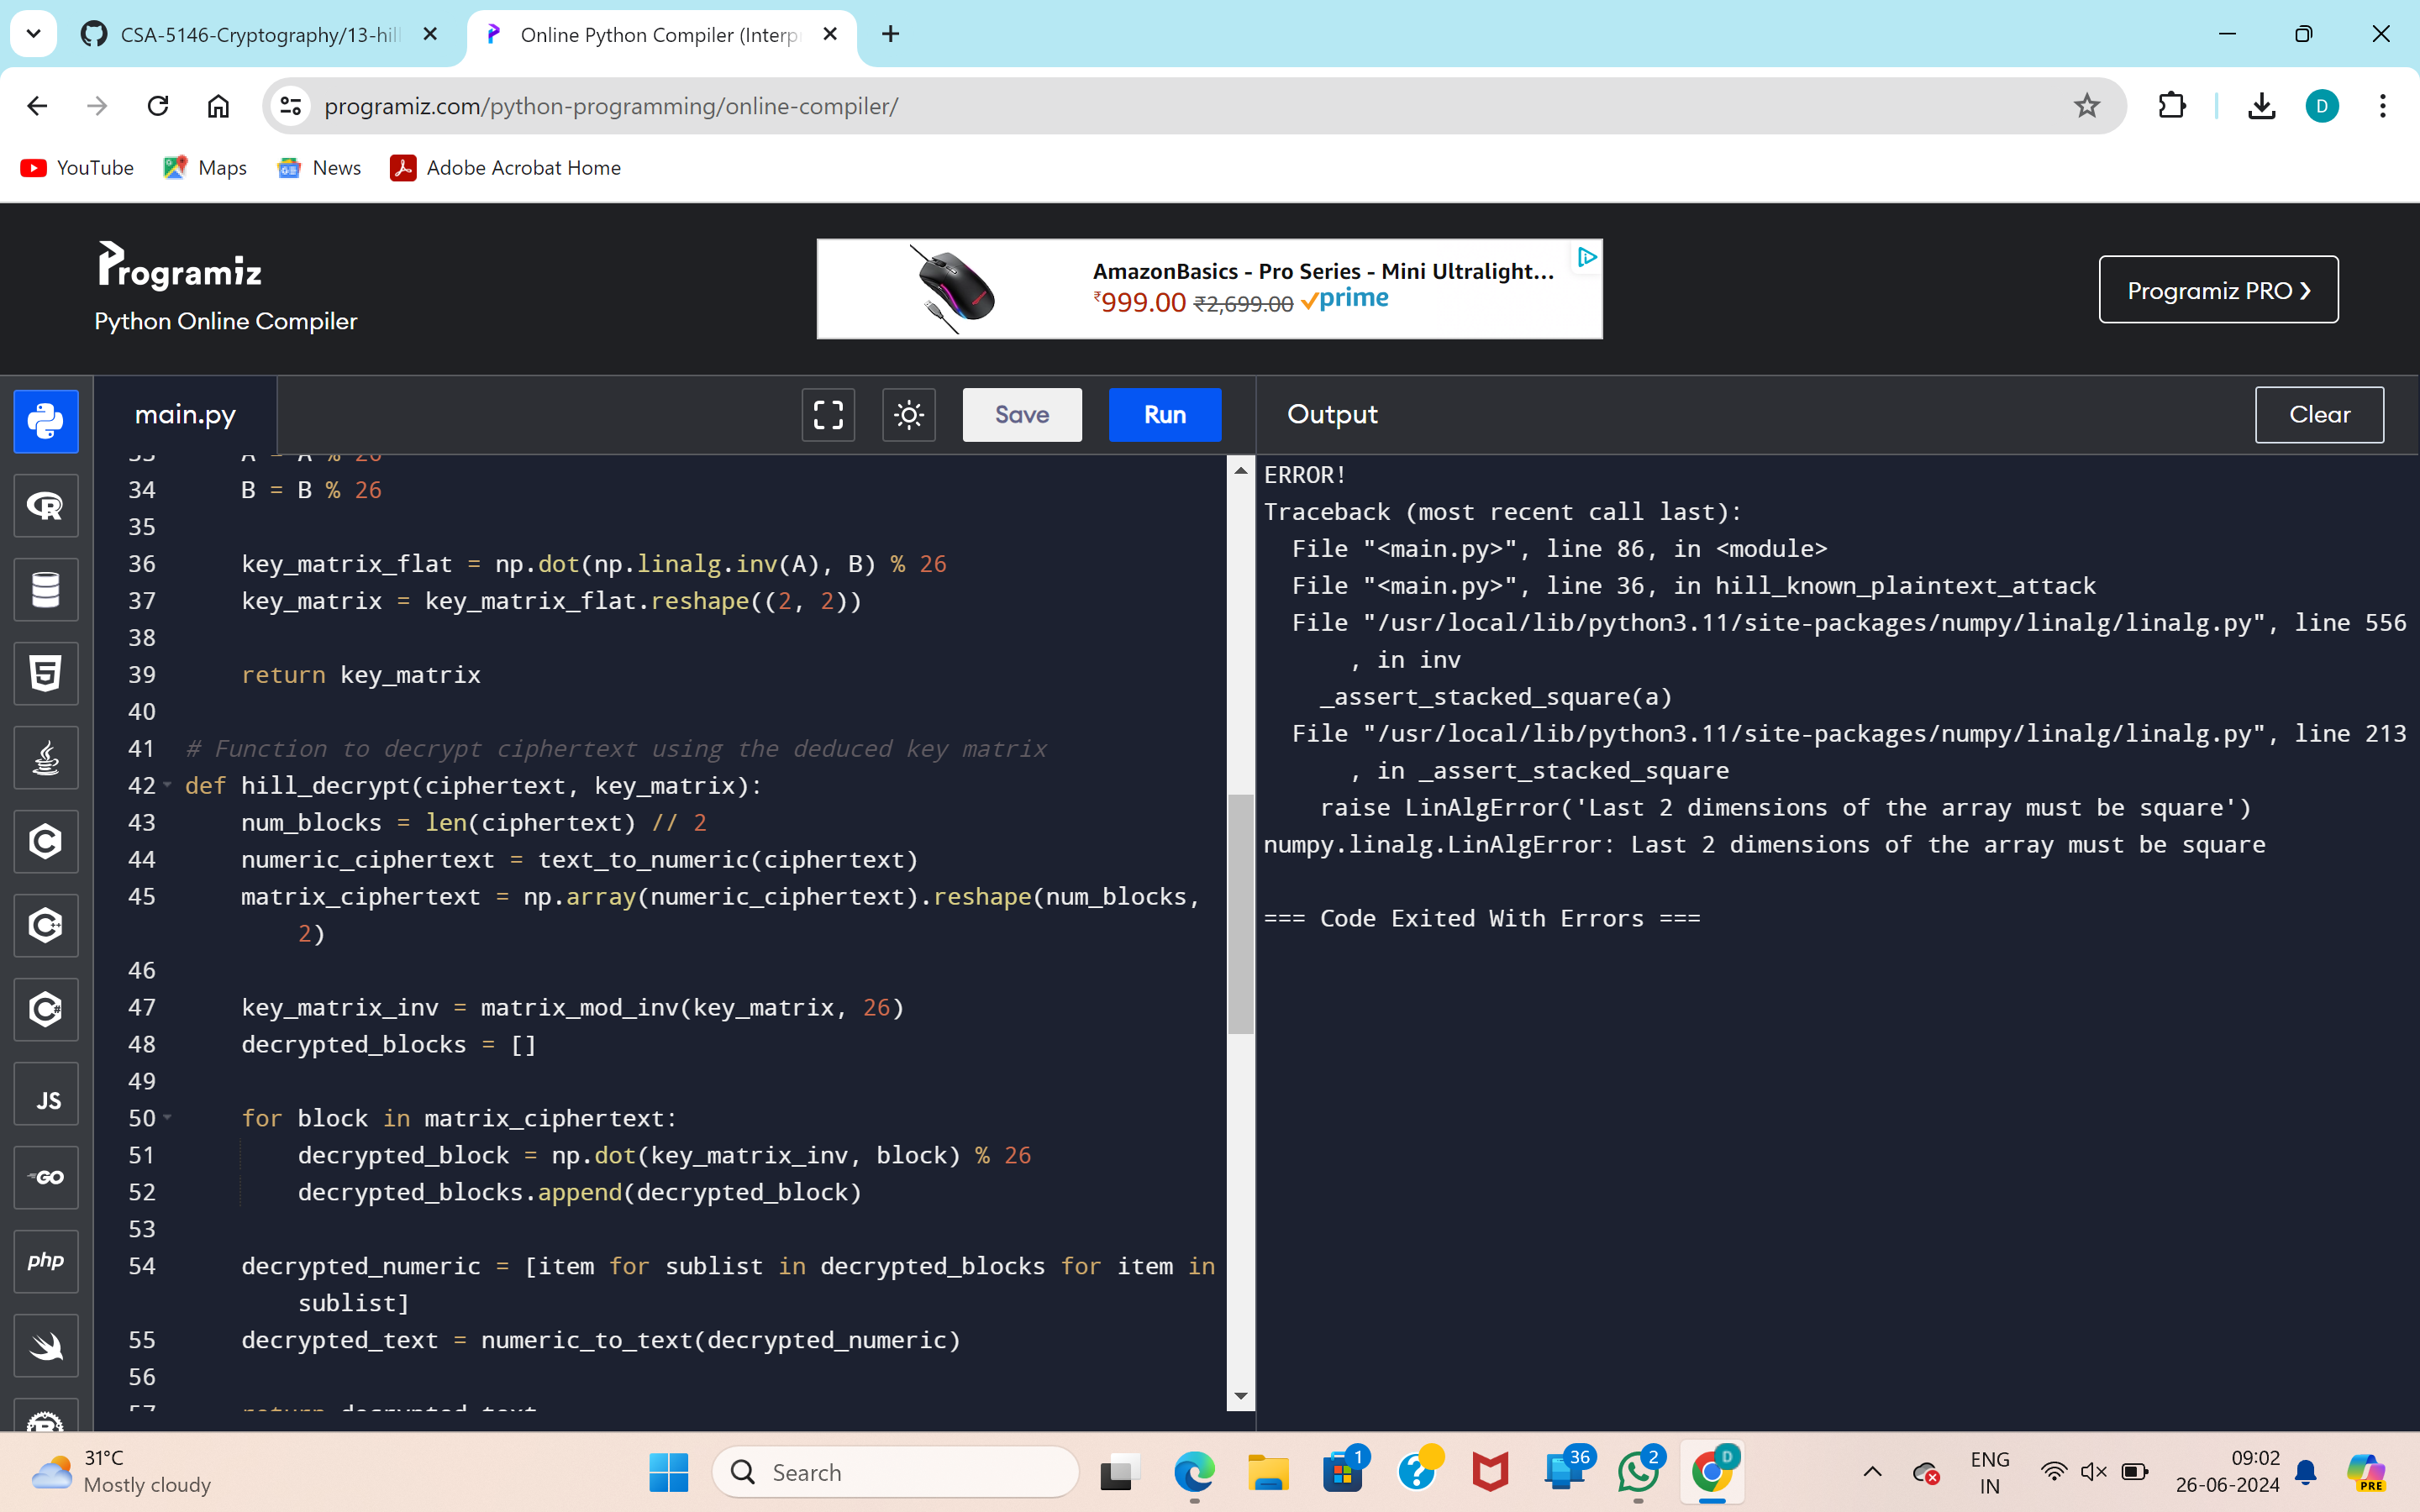 CSA-5146-Cryptography/13-hill
Online Python Compiler (Interp
programiz.com/python-programming/online-compiler/
D
YouTube
Maps
News
Adobe Acrobat Home
Programiz
Python Online Compiler
AmazonBasics - Pro Series - Mini Ultralight...
₹999.00 ₹2,699.00 prime
Programiz PRO ❯
main.py
Save
Run
Output
Clear
33 A = A % 26
34 B = B % 26
35
36 key_matrix_flat = np.dot(np.linalg.inv(A), B) % 26
37 key_matrix = key_matrix_flat.reshape((2, 2))
38
39 return key_matrix
40
41 # Function to decrypt ciphertext using the deduced key matrix
42 def hill_decrypt(ciphertext, key_matrix):
43 num_blocks = len(ciphertext) // 2
44 numeric_ciphertext = text_to_numeric(ciphertext)
45 matrix_ciphertext = np.array(numeric_ciphertext).reshape(num_blocks,
2)
46
47 key_matrix_inv = matrix_mod_inv(key_matrix, 26)
48 decrypted_blocks = []
49
50 for block in matrix_ciphertext:
51 decrypted_block = np.dot(key_matrix_inv, block) % 26
52 decrypted_blocks.append(decrypted_block)
53
54 decrypted_numeric = [item for sublist in decrypted_blocks for item in
sublist]
55 decrypted_text = numeric_to_text(decrypted_numeric)
56
57 return decrypted_text
ERROR!
Traceback (most recent call last):
File "<main.py>", line 86, in <module>
File "<main.py>", line 36, in hill_known_plaintext_attack
File "/usr/local/lib/python3.11/site-packages/numpy/linalg/linalg.py", line 556
, in inv
_assert_stacked_square(a)
File "/usr/local/lib/python3.11/site-packages/numpy/linalg/linalg.py", line 213
, in _assert_stacked_square
raise LinAlgError('Last 2 dimensions of the array must be square')
numpy.linalg.LinAlgError: Last 2 dimensions of the array must be square
=== Code Exited With Errors ===
JS
GO
php
31°C
Mostly cloudy
Search
1
36
2
D
ENG
IN
09:02
26-06-2024
PRE